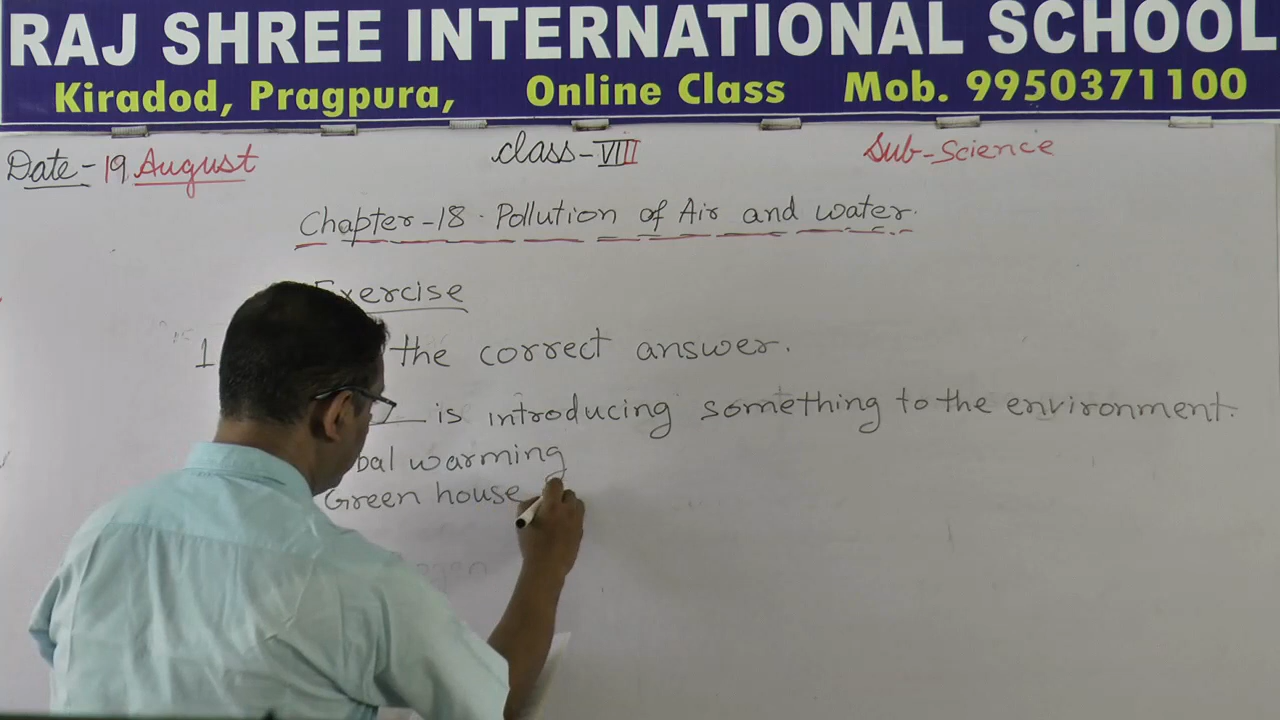 RAJ SHREE INTERNATIONAL SCHOOL
Kiradod, Pragpura, Online Class Mob. 9950371100
Date - 19 August class - VIII Sub - Science
Chapter - 18. Pollution of Air and water.
Exercise
1 the correct answer.
is introducing something to the environment.
warming
Green house